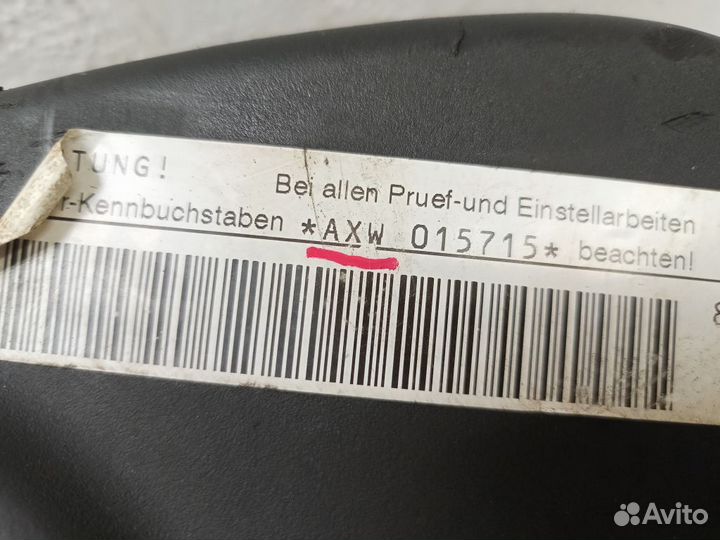 TUNG!
Bei allen Pruef-und Einstellarbeiten
r-Kennbuchstaben *AXW 015715* beachten!
Avito